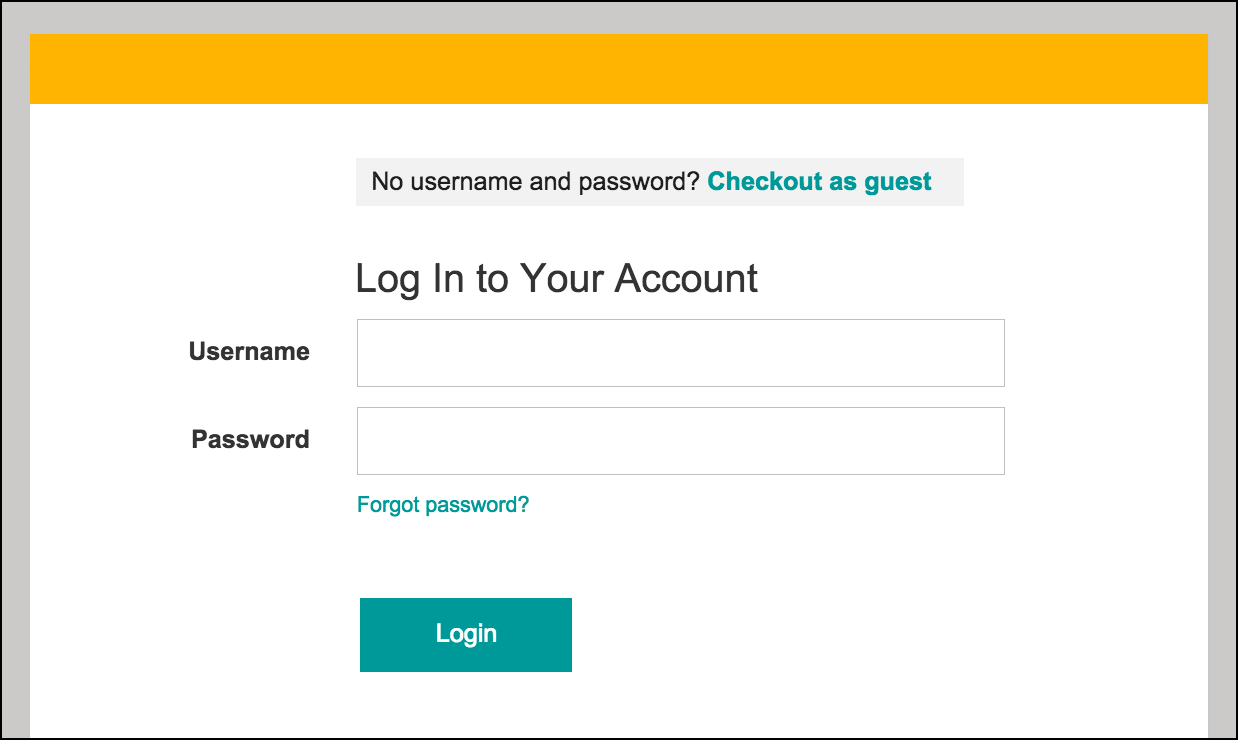 No username and password? Checkout as guest
Log In to Your Account
Username
Password
Forgot password?
Login